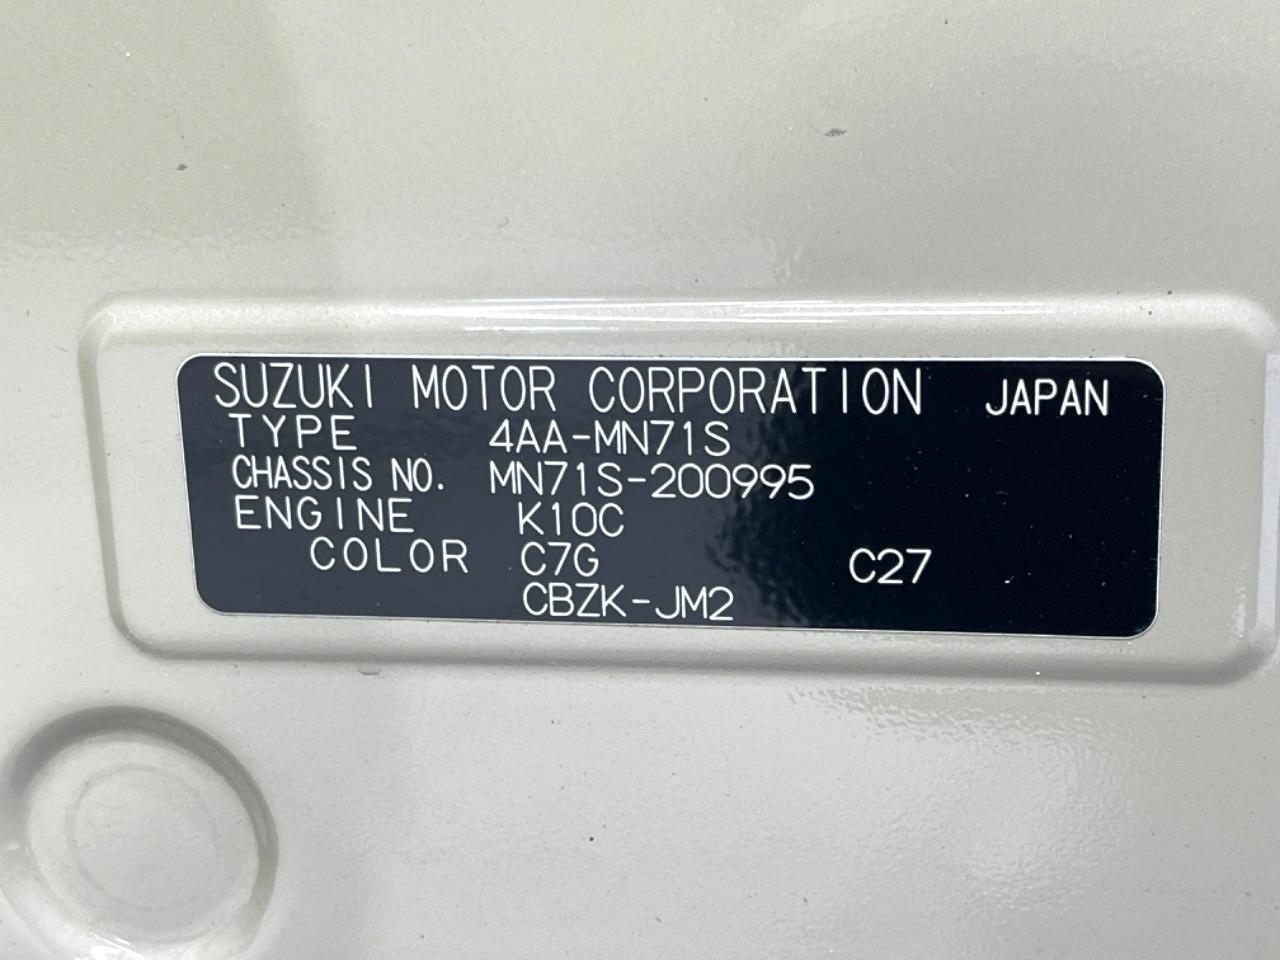 SUZUKI MOTOR CORPORATION JAPAN
TYPE 4AA-MN71S
CHASSIS NO. MN71S-200995
ENGINE K10C
COLOR C7G C27
CBZK-JM2